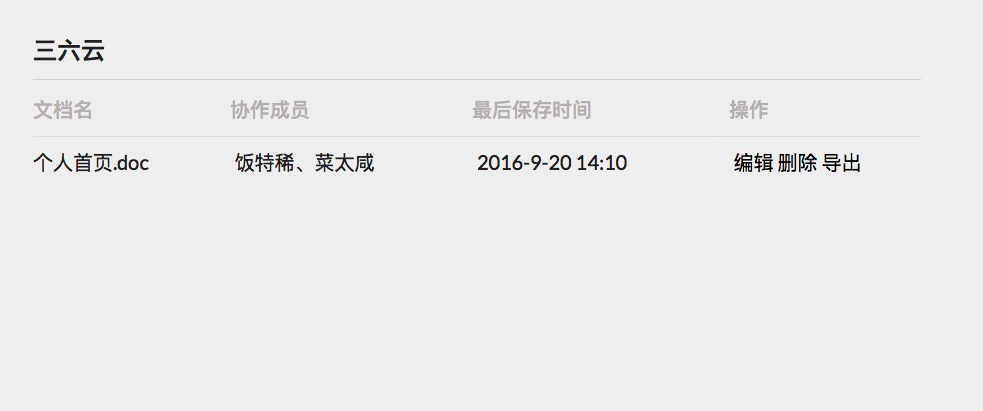 三六云
文档名 协作成员 最后保存时间 操作
个人首页.doc 饭特稀、菜太咸 2016-9-20 14:10 编辑 删除 导出